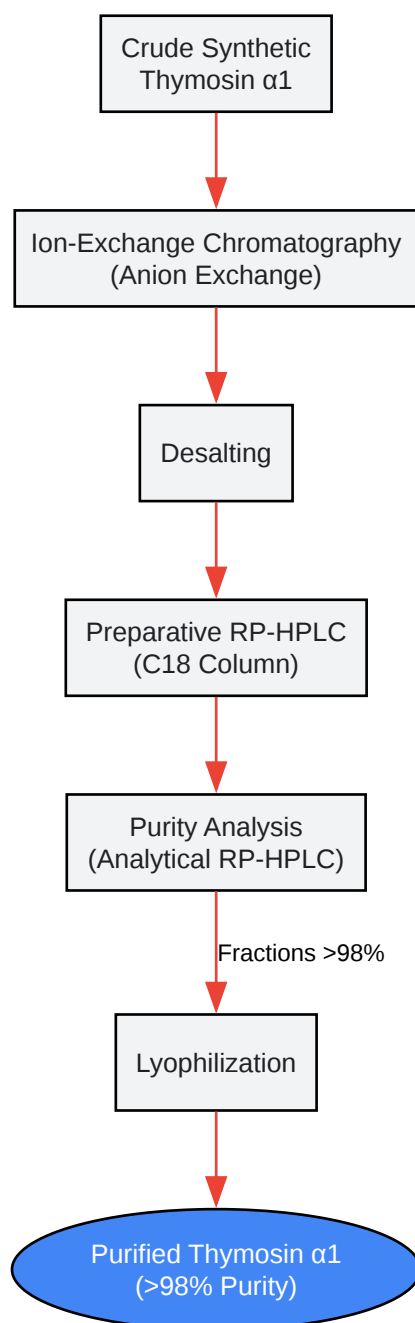 Crude Synthetic
Thymosin α1
Ion-Exchange Chromatography
(Anion Exchange)
Desalting
Preparative RP-HPLC
(C18 Column)
Purity Analysis
(Analytical RP-HPLC)
Fractions >98%
Lyophilization
Purified Thymosin α1
(>98% Purity)